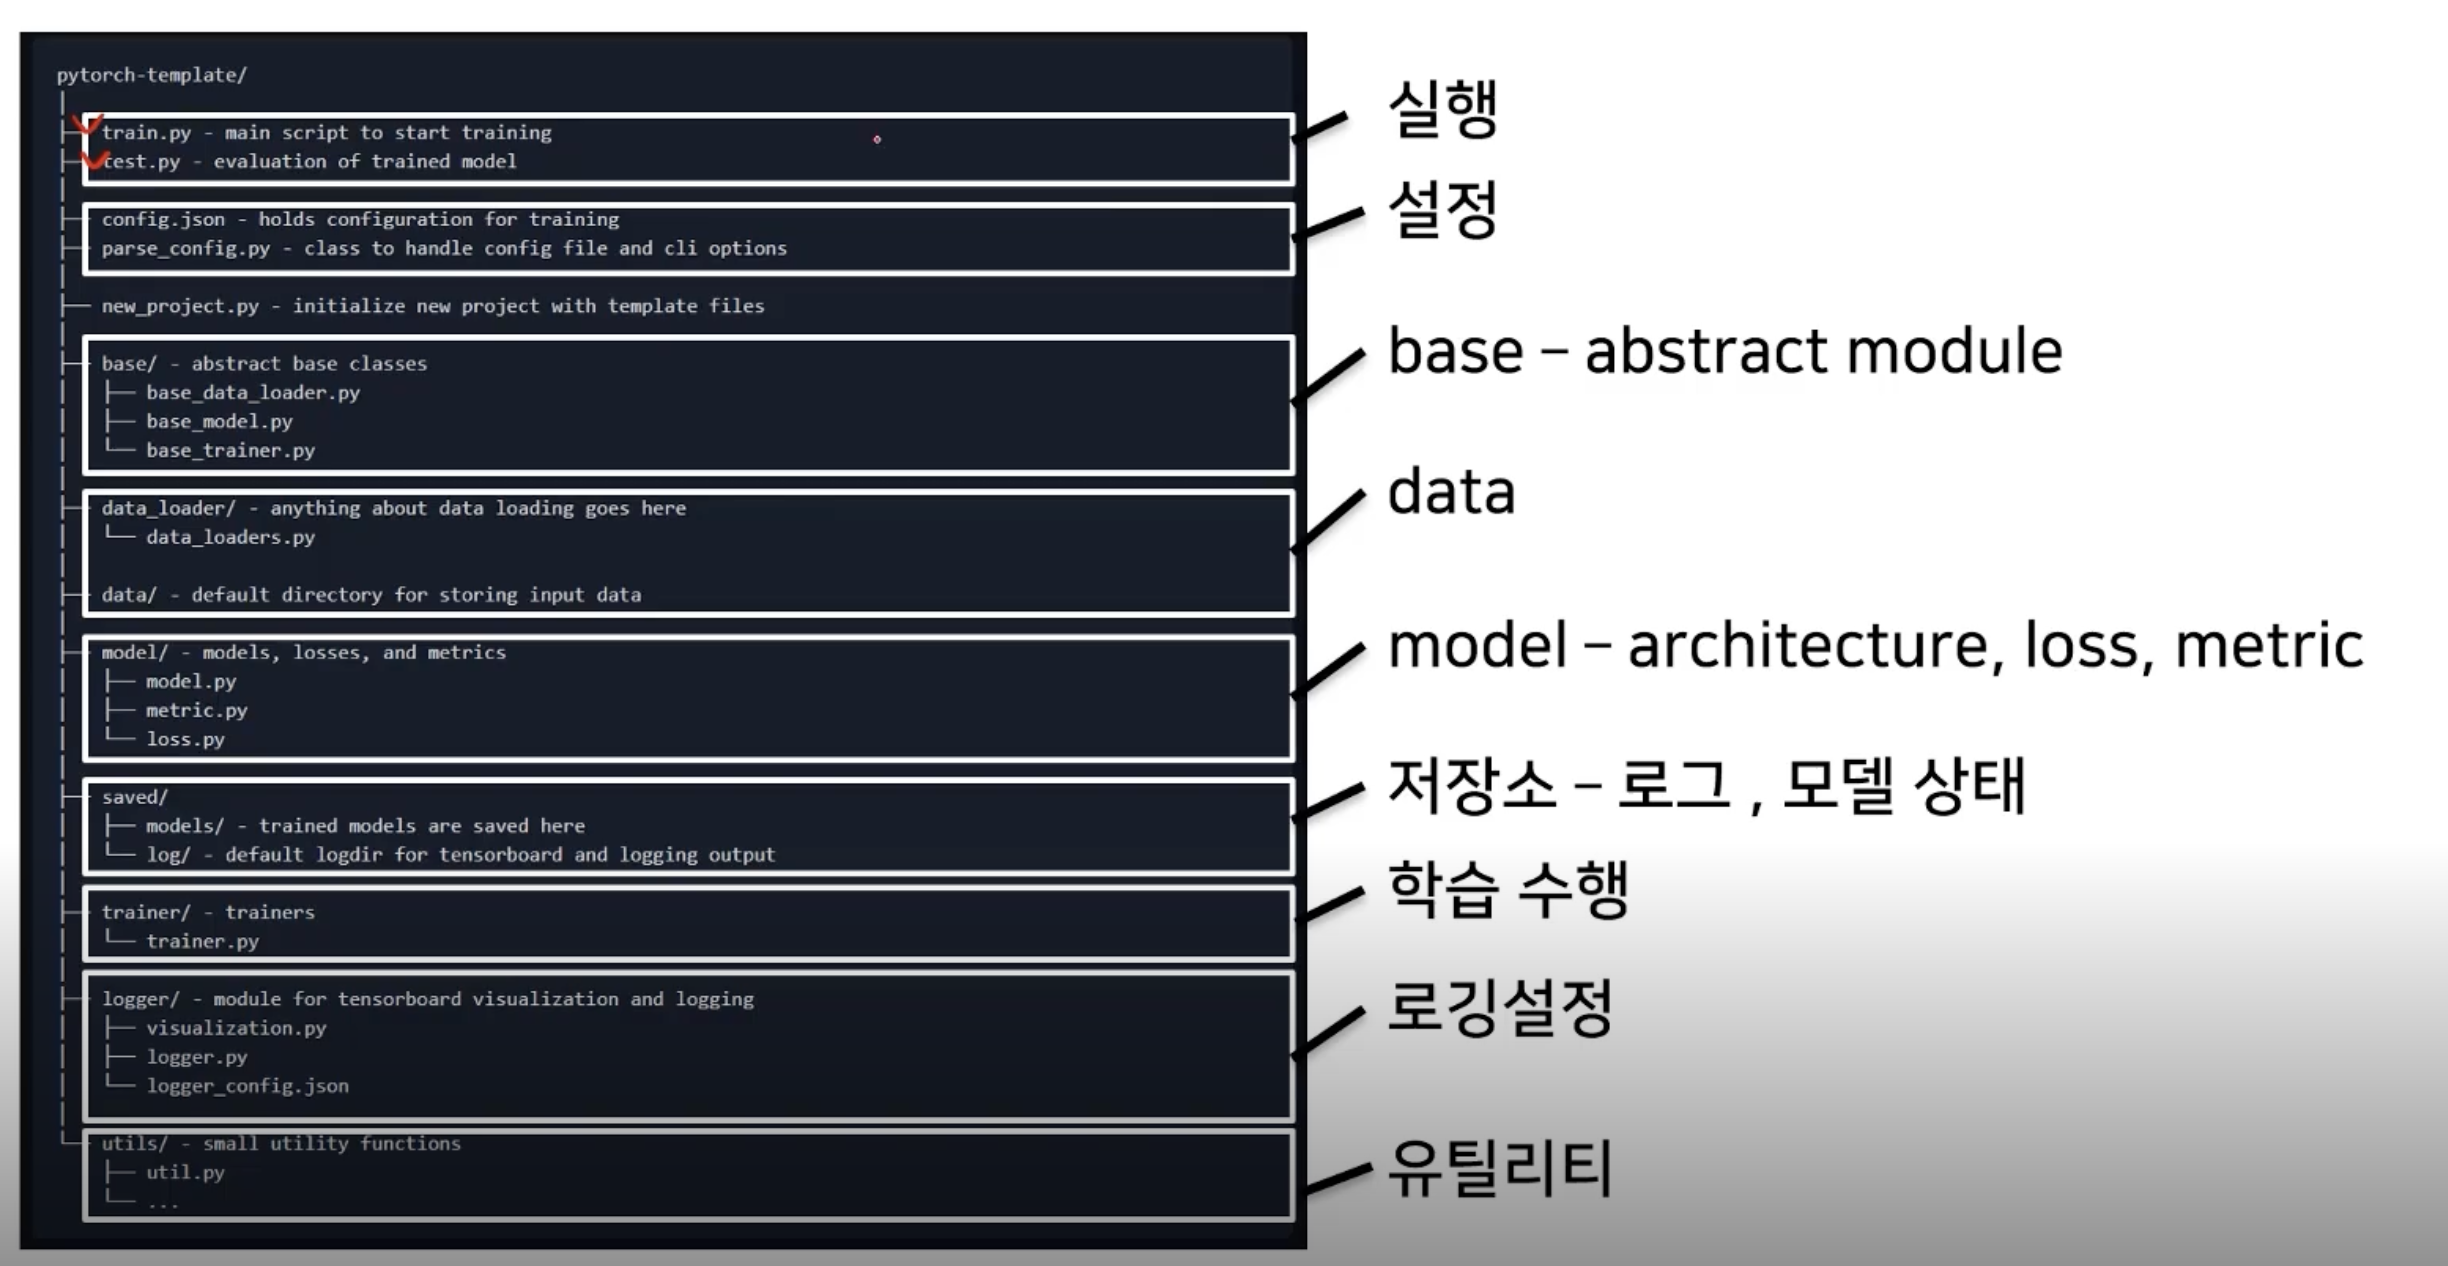 pytorch-template/
train.py - main script to start training
test.py - evaluation of trained model
실행
config.json - holds configuration for training
parse_config.py - class to handle config file and cli options
설정
new_project.py - initialize new project with template files
base/ - abstract base classes
base_data_loader.py
base_model.py
base_trainer.py
base – abstract module
data_loader/ - anything about data loading goes here
data_loaders.py
data/ - default directory for storing input data
data
model/ - models, losses, and metrics
model.py
metric.py
loss.py
model – architecture, loss, metric
saved/
models/ - trained models are saved here
log/ - default logdir for tensorboard and logging output
저장소 – 로그 , 모델 상태
trainer/ - trainers
trainer.py
학습 수행
logger/ - module for tensorboard visualization and logging
visualization.py
logger.py
logger_config.json
로깅설정
utils/ - small utility functions
util.py
...
유틸리티